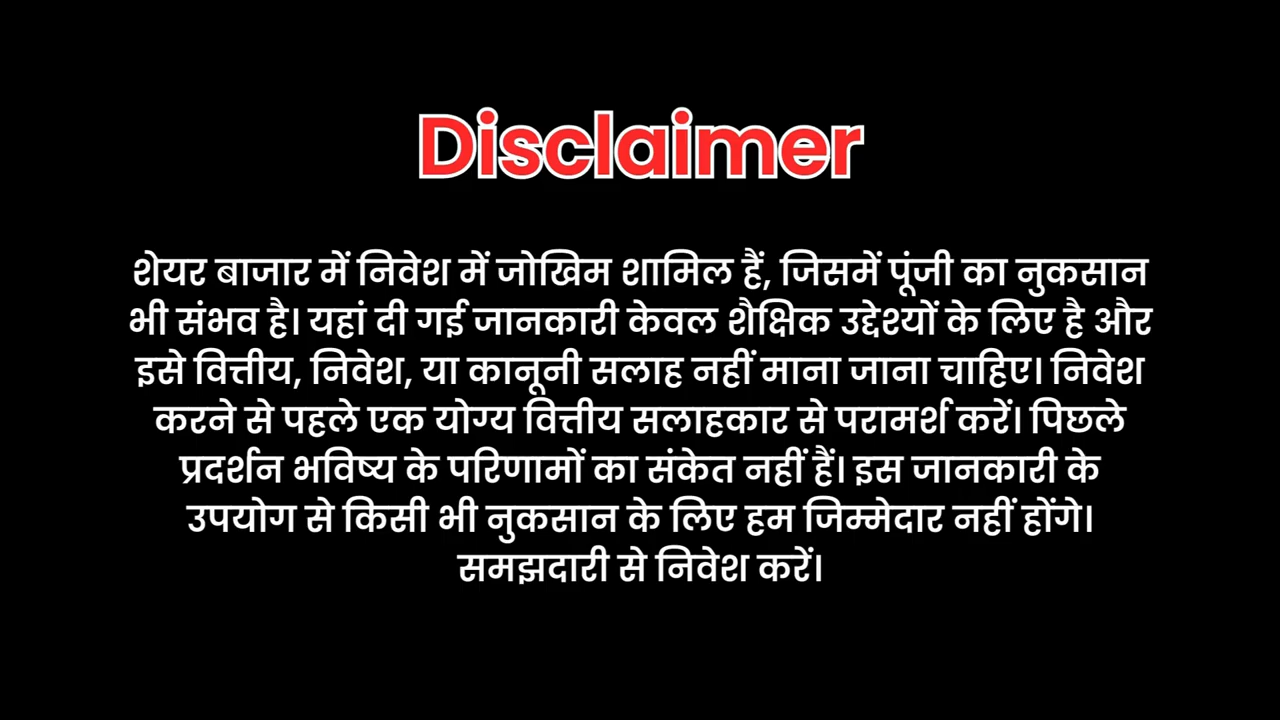 Disclaimer
शेयर बाजार में निवेश में जोखिम शामिल हैं, जिसमें पूंजी का नुकसान
भी संभव है। यहां दी गई जानकारी केवल शैक्षिक उद्देश्यों के लिए है और
इसे वित्तीय, निवेश, या कानूनी सलाह नहीं माना जाना चाहिए। निवेश
करने से पहले एक योग्य वित्तीय सलाहकार से परामर्श करें। पिछले
प्रदर्शन भविष्य के परिणामों का संकेत नहीं हैं। इस जानकारी के
उपयोग से किसी भी नुकसान के लिए हम जिम्मेदार नहीं होंगे।
समझदारी से निवेश करें।